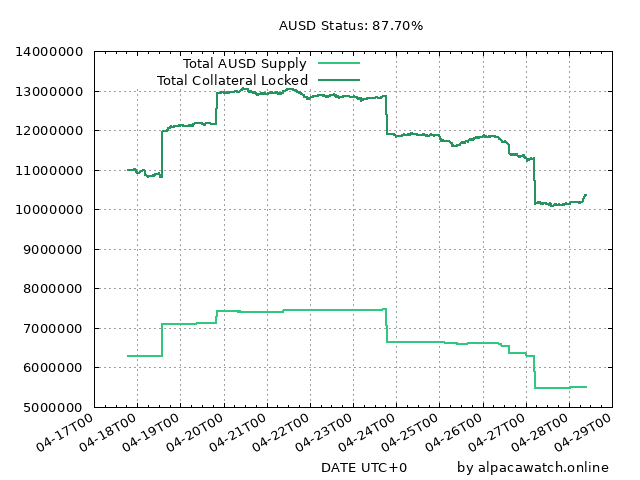 AUSD Status: 87.70%
Total AUSD Supply
Total Collateral Locked
14000000
13000000
12000000
11000000
10000000
9000000
8000000
7000000
6000000
5000000
04-17T00
04-18T00
04-19T00
04-20T00
04-21T00
04-22T00
04-23T00
04-24T00
04-25T00
04-26T00
04-27T00
04-28T00
04-29T00
DATE UTC+0
by alpacawatch.online